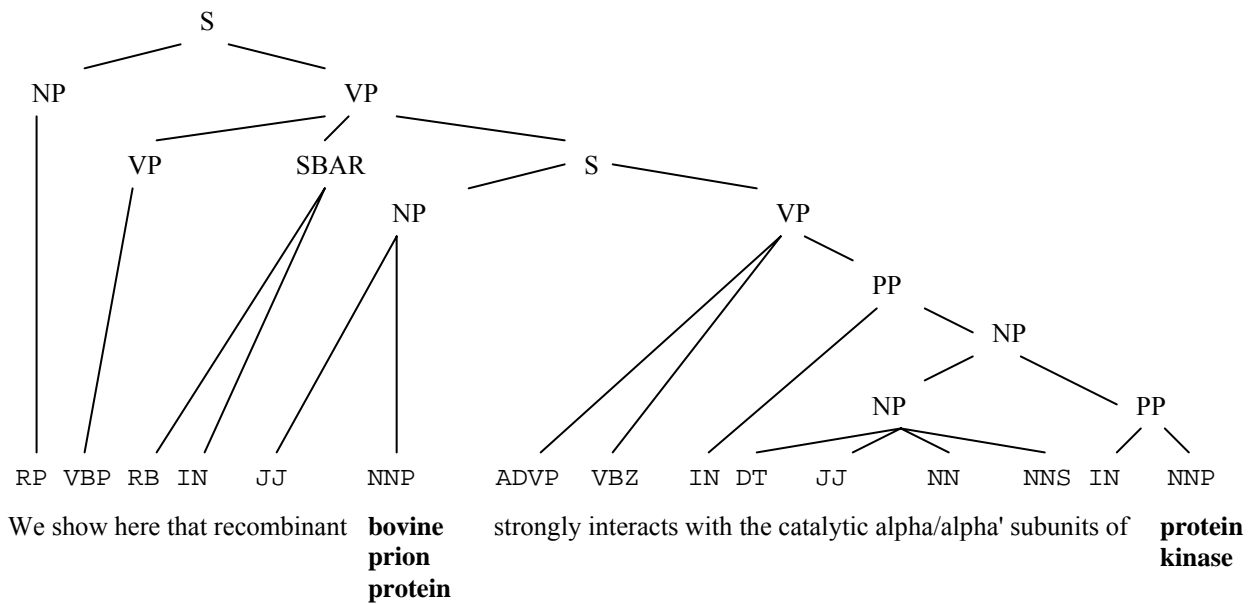 S
NP VP
VP SBAR S
NP VP
PP
NP
NP PP
RP VBP RB IN JJ NNP ADVP VBZ IN DT JJ NN NNS IN NNP
We show here that recombinant bovine strongly interacts with the catalytic alpha/alpha' subunits of protein
prion kinase
protein